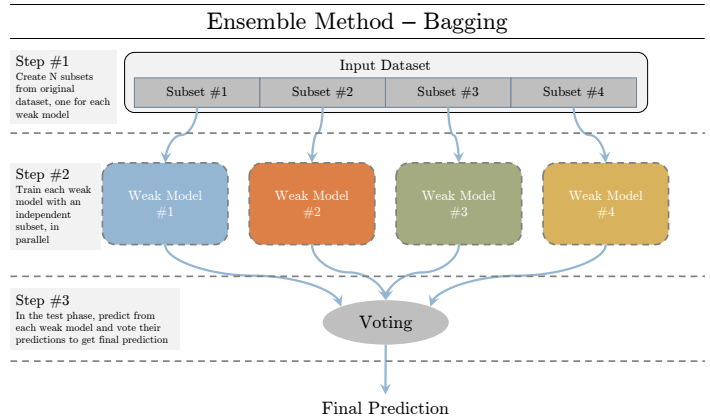 Ensemble Method – Bagging
Step #1
Create N subsets
from original
dataset, one for each
weak model
Input Dataset
Subset #1
Subset #2
Subset #3
Subset #4
Step #2
Train each weak
model with an
independent
subset, in
parallel
Weak Model
#1
Weak Model
#2
Weak Model
#3
Weak Model
#4
Step #3
In the test phase, predict from
each weak model and vote their
predictions to get final prediction
Voting
Final Prediction